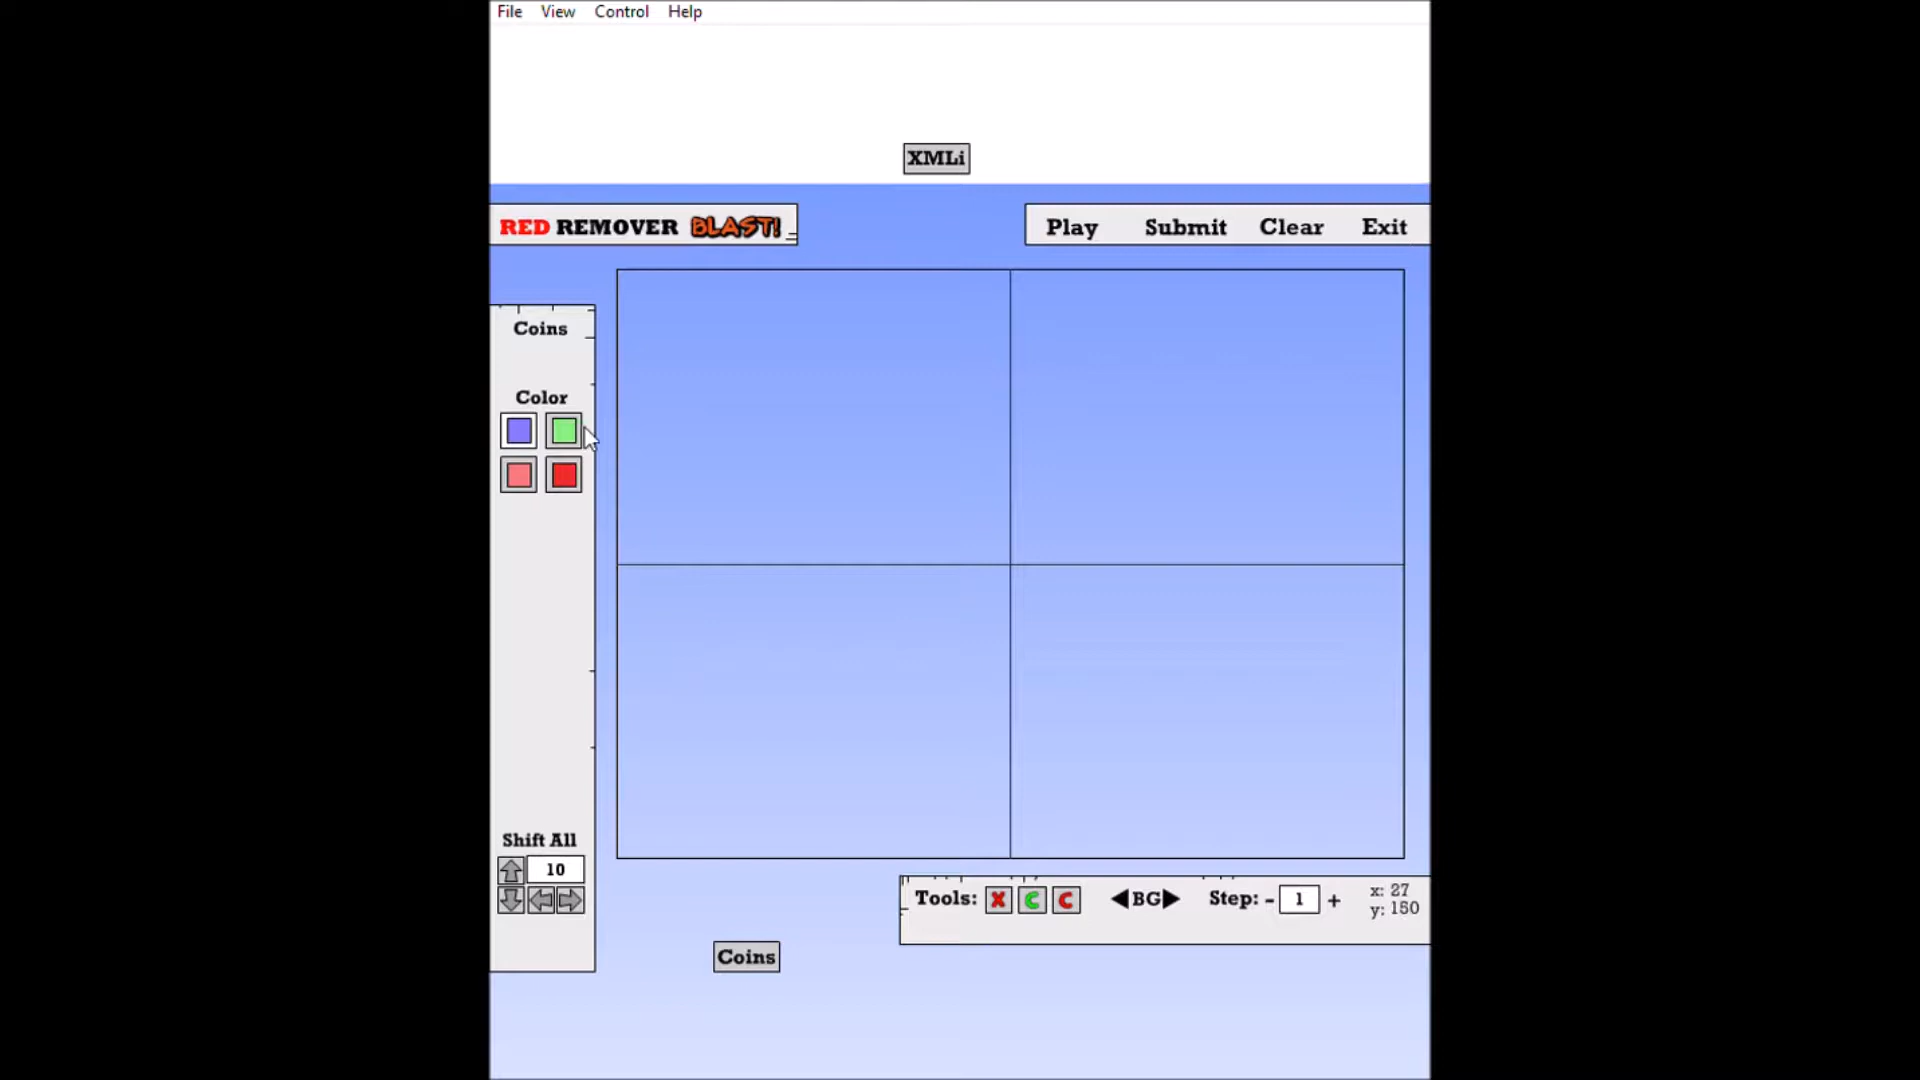 File View Control Help
XMLi
RED REMOVER BLAST!
Play Submit Clear Exit
Coins
Color
Shift All
10
Tools: X C C BG Step: - 1 + x: 27
y: 150
Coins